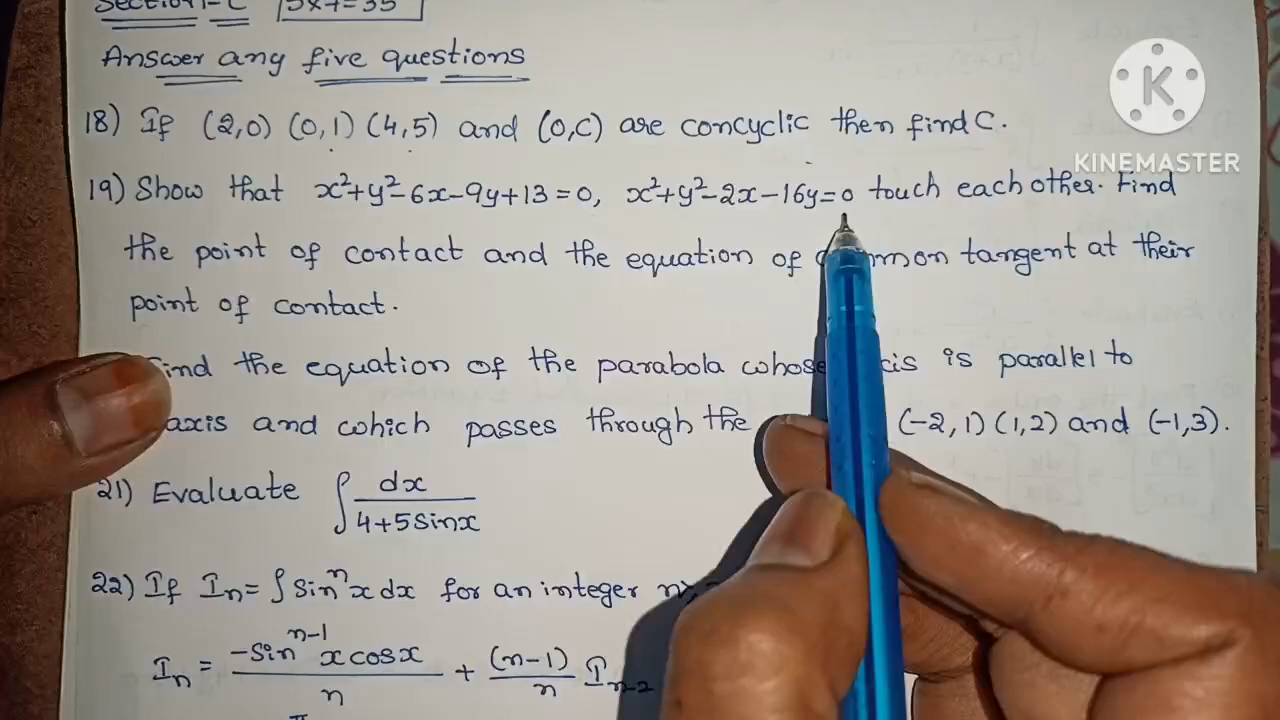 Section-C 5x7=35
Answer any five questions
18) If (2,0) (0,1) (4,5) and (0,C) are concyclic then find C.
19) Show that x²+y²-6x-9y+13=0, x²+y²-2x-16y=0 touch each other. Find
the point of contact and the equation of common tangent at their
point of contact.
Find the equation of the parabola whose is parallel to
axis and which passes through the (-2,1) (1,2) and (-1,3).
21) Evaluate ∫ dx / 4+5sinx
22) If Iₙ = ∫ Sinⁿx dx for an integer n
Iₙ = -Sinⁿ⁻¹ x cosx / n + (n-1) / n Iₙ₋₂
K
KINEMASTER